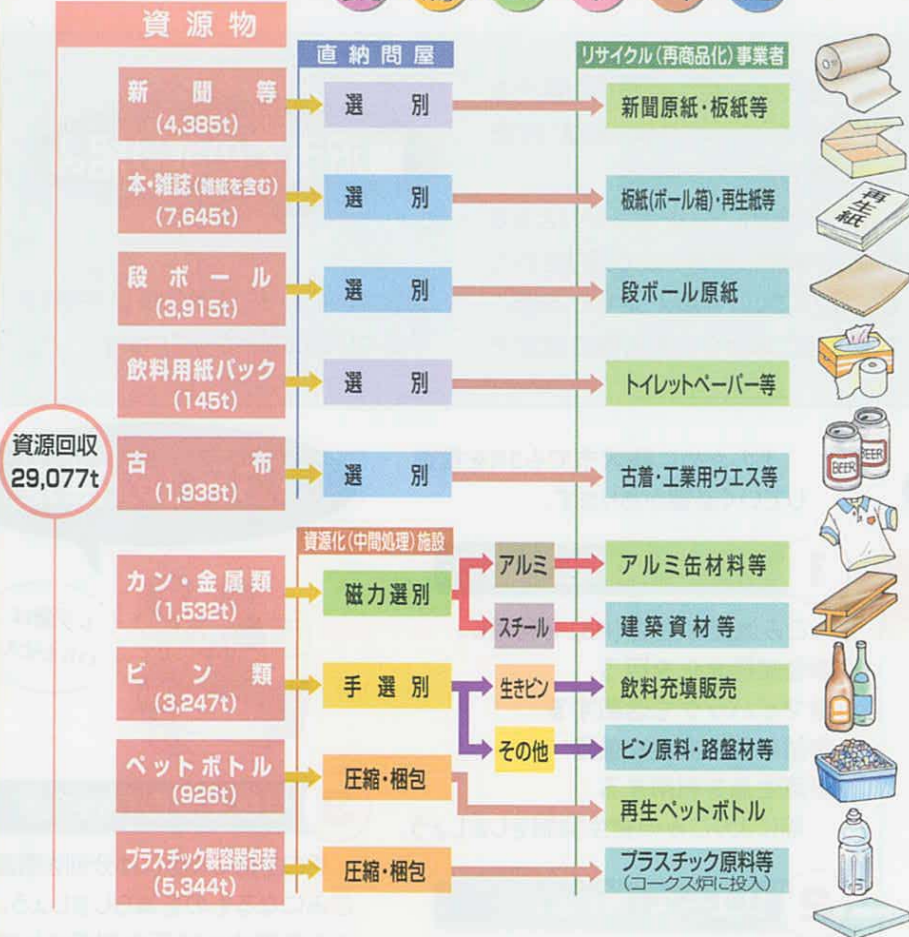 資源物
直納問屋
リサイクル(再商品化)事業者
新聞等
(4,385t)
選別
新聞原紙・板紙等
本・雑誌(雑紙を含む)
(7,645t)
選別
板紙(ボール箱)・再生紙等
再生紙
段ボール
(3,915t)
選別
段ボール原紙
飲料用紙パック
(145t)
選別
トイレットペーパー等
資源回収
29,077t
古布
(1,938t)
選別
古着・工業用ウエス等
BEER
BEER
資源化(中間処理)施設
カン・金属類
(1,532t)
磁力選別
アルミ
アルミ缶材料等
スチール
建築資材等
ビン類
(3,247t)
手選別
生きビン
飲料充填販売
その他
ビン原料・路盤材等
ペットボトル
(926t)
圧縮・梱包
再生ペットボトル
プラスチック製容器包装
(5,344t)
圧縮・梱包
プラスチック原料等
(コークス炉に投入)